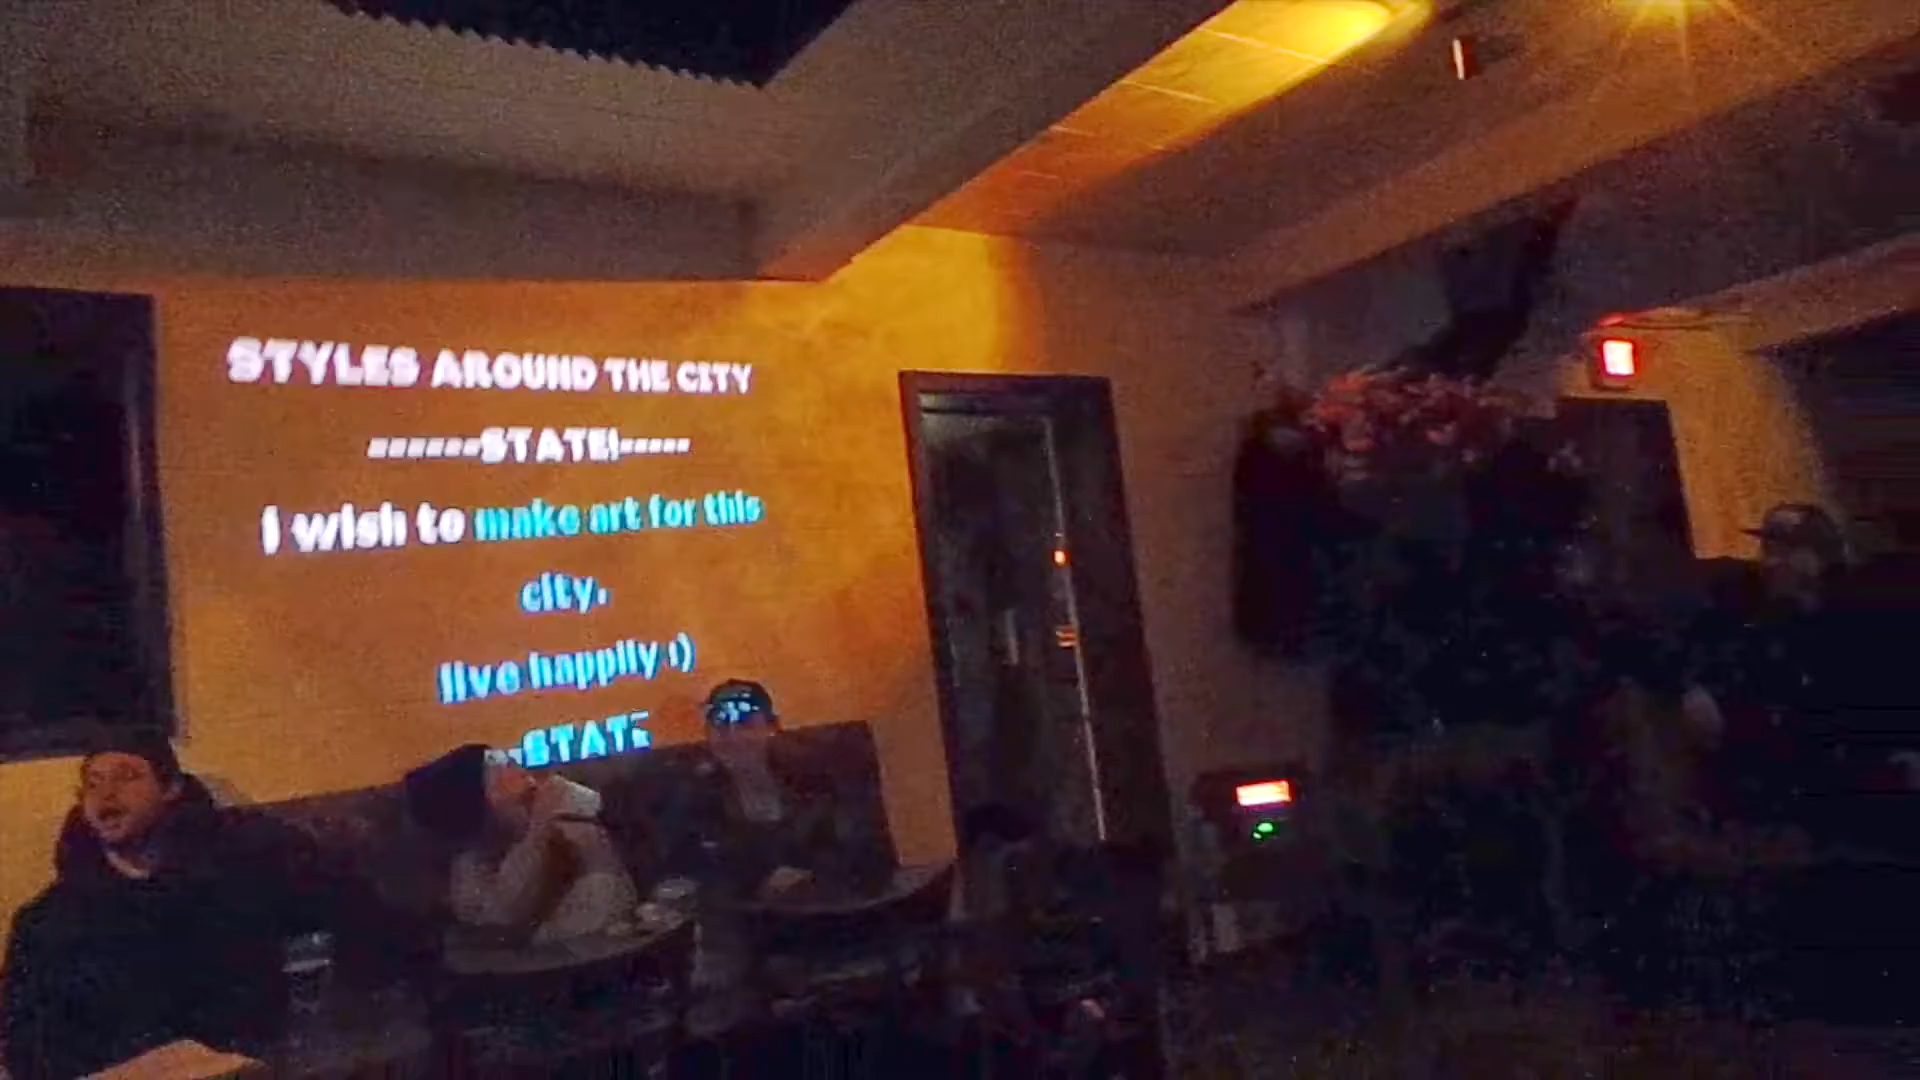 STYLES AROUND THE CITY
-------STATE!-----
i wish to make art for this
city.
live happily :)
--STATE